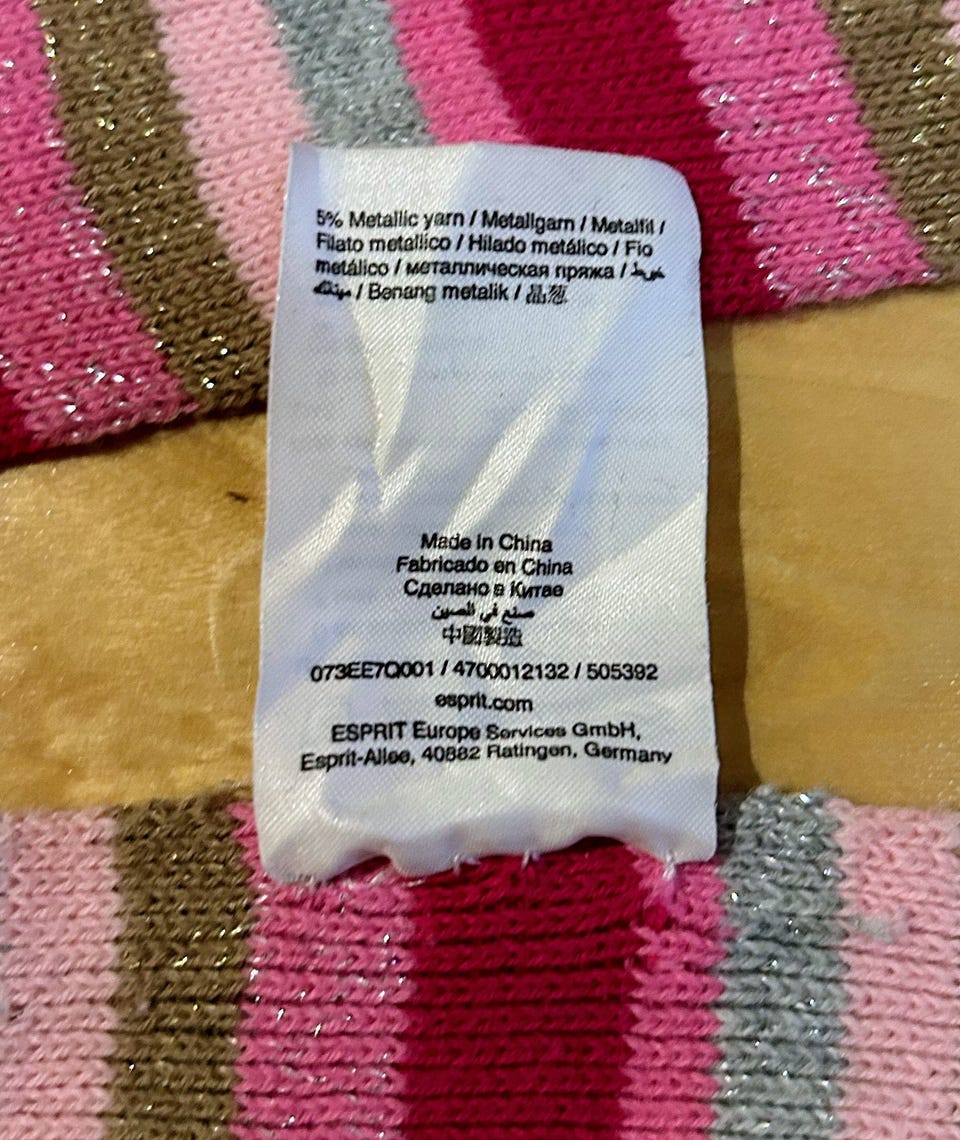 5% Metallic yarn / Metallgarn / Metalfil /
Filato metallico / Hilado metálico / Fio
metálico / металлическая пряжа / خيط
ميتالك / Benang metalik / 晶葱
Made in China
Fabricado en China
Сделано в Китае
صنع في الصين
中國製造
073EE7Q001 / 4700012132 / 505392
esprit.com
ESPRIT Europe Services GmbH,
Esprit-Allee, 40882 Ratingen, Germany